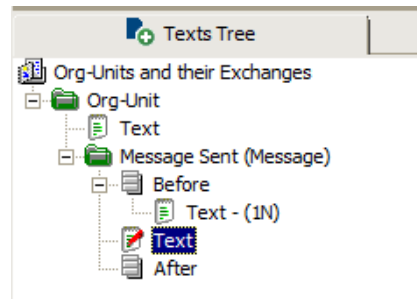 Texts Tree
Org-Units and their Exchanges
Org-Unit
Text
Message Sent (Message)
Before
Text - (1N)
Text
After